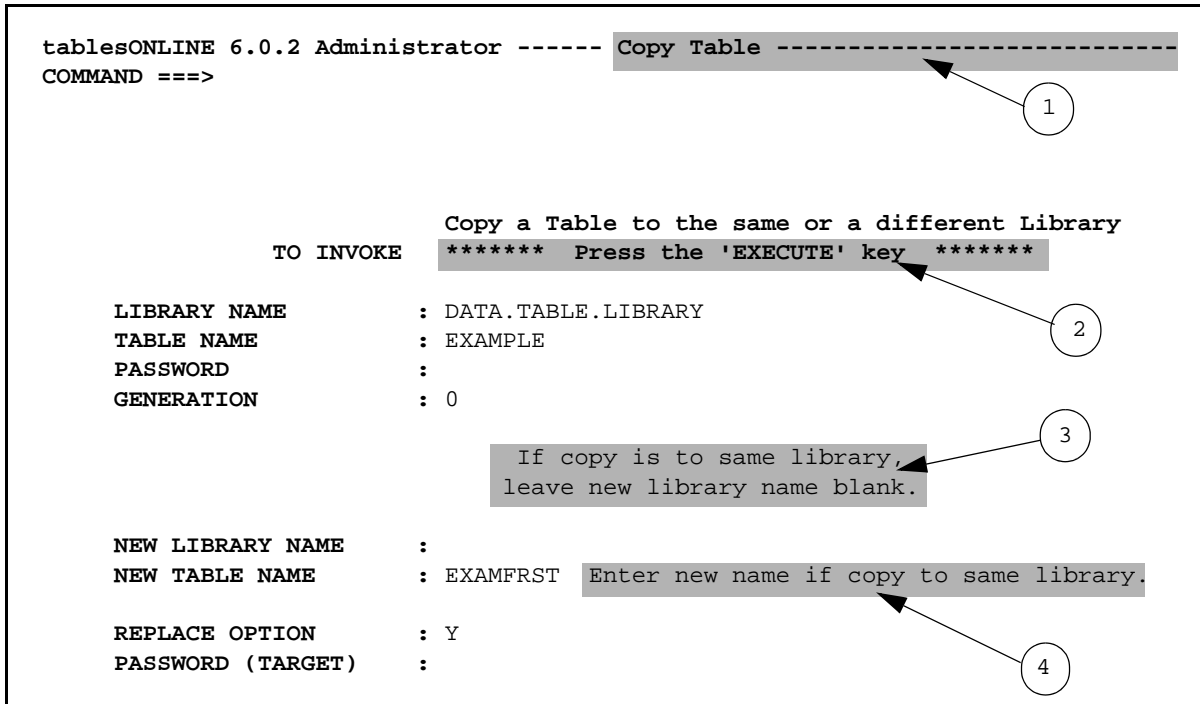 tablesONLINE 6.0.2 Administrator ------ Copy Table ----------------------------
COMMAND ===>
1
Copy a Table to the same or a different Library
TO INVOKE ******* Press the 'EXECUTE' key *******
LIBRARY NAME : DATA.TABLE.LIBRARY
2
TABLE NAME : EXAMPLE
PASSWORD :
GENERATION : 0
3
If copy is to same library,
leave new library name blank.
NEW LIBRARY NAME :
NEW TABLE NAME : EXAMFRST Enter new name if copy to same library.
REPLACE OPTION : Y
PASSWORD (TARGET) :
4